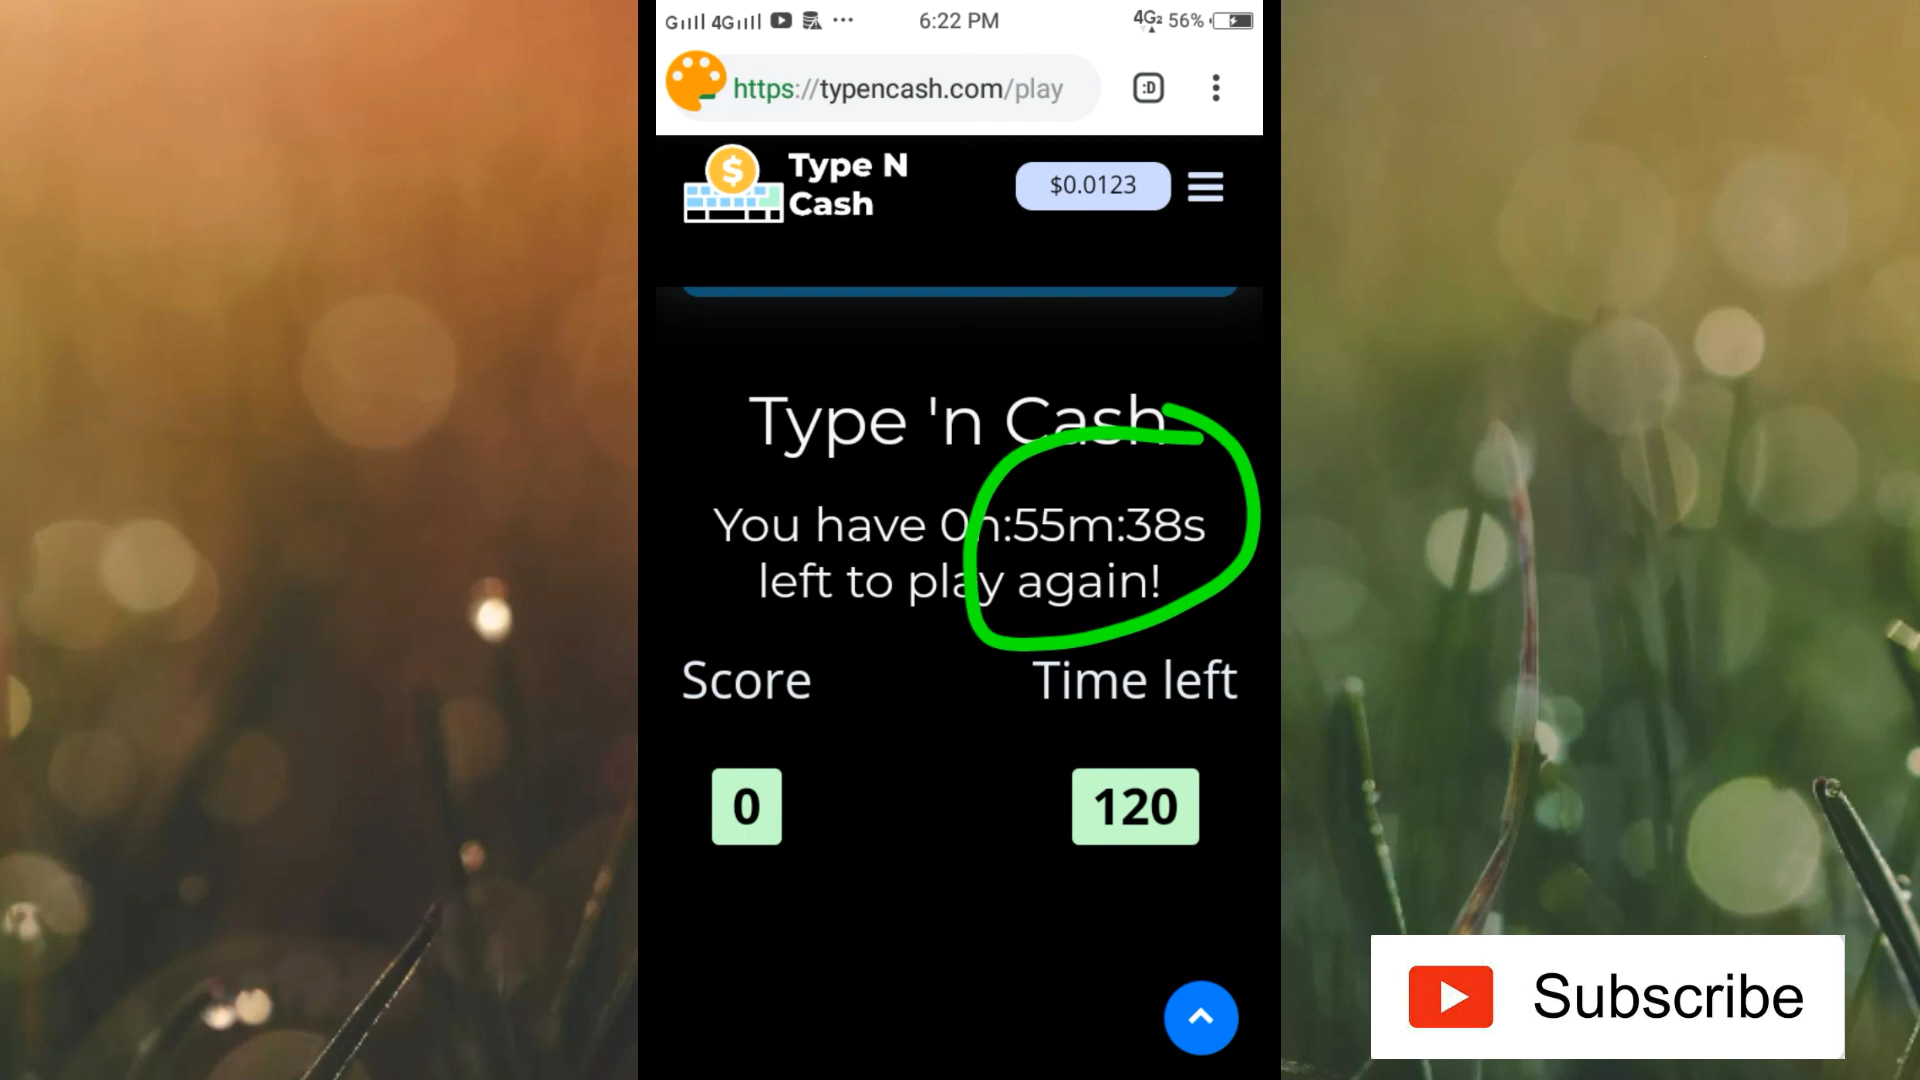 6:22 PM
4G 56%
https://typencash.com/play
:D
Type N
Cash
$0.0123
Type 'n Cash
You have 0h:55m:38s
left to play again!
Score
Time left
0
120
Subscribe